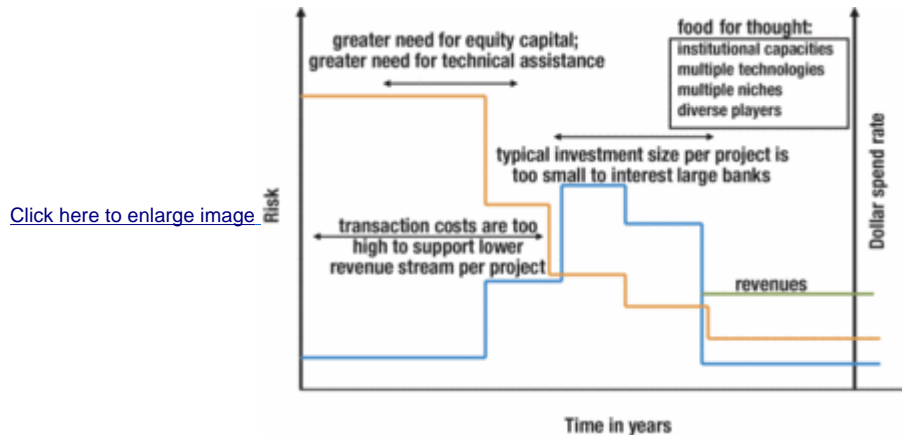 greater need for equity capital;
greater need for technical assistance
food for thought:
institutional capacities
multiple technologies
multiple niches
diverse players
typical investment size per project is
too small to interest large banks
Click here to enlarge image
Risk
transaction costs are too
high to support lower
revenue stream per project
revenues
Dollar spend rate
Time in years